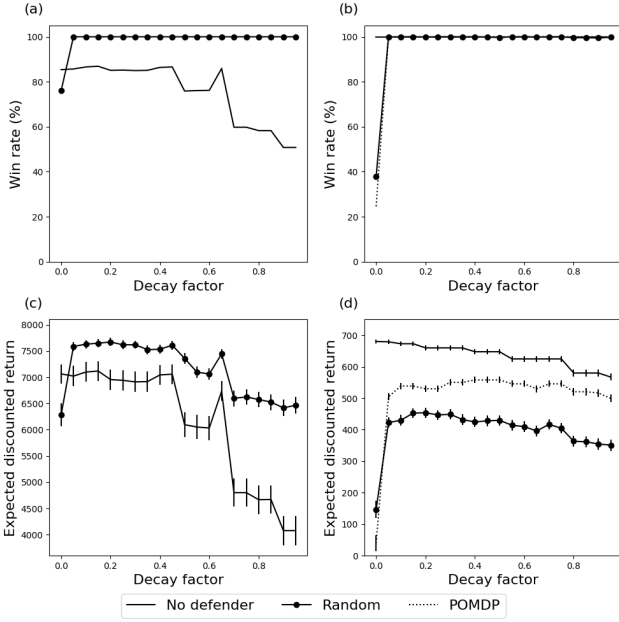 (a)
100
80
60
40
20
0
Win rate (%)
0.0 0.2 0.4 0.6 0.8
Decay factor
(b)
100
80
60
40
20
0
Win rate (%)
0.0 0.2 0.4 0.6 0.8
Decay factor
(c)
8000
7500
7000
6500
6000
5500
5000
4500
4000
Expected discounted return
0.0 0.2 0.4 0.6 0.8
Decay factor
(d)
700
600
500
400
300
200
100
0
Expected discounted return
0.0 0.2 0.4 0.6 0.8
Decay factor
No defender Random POMDP